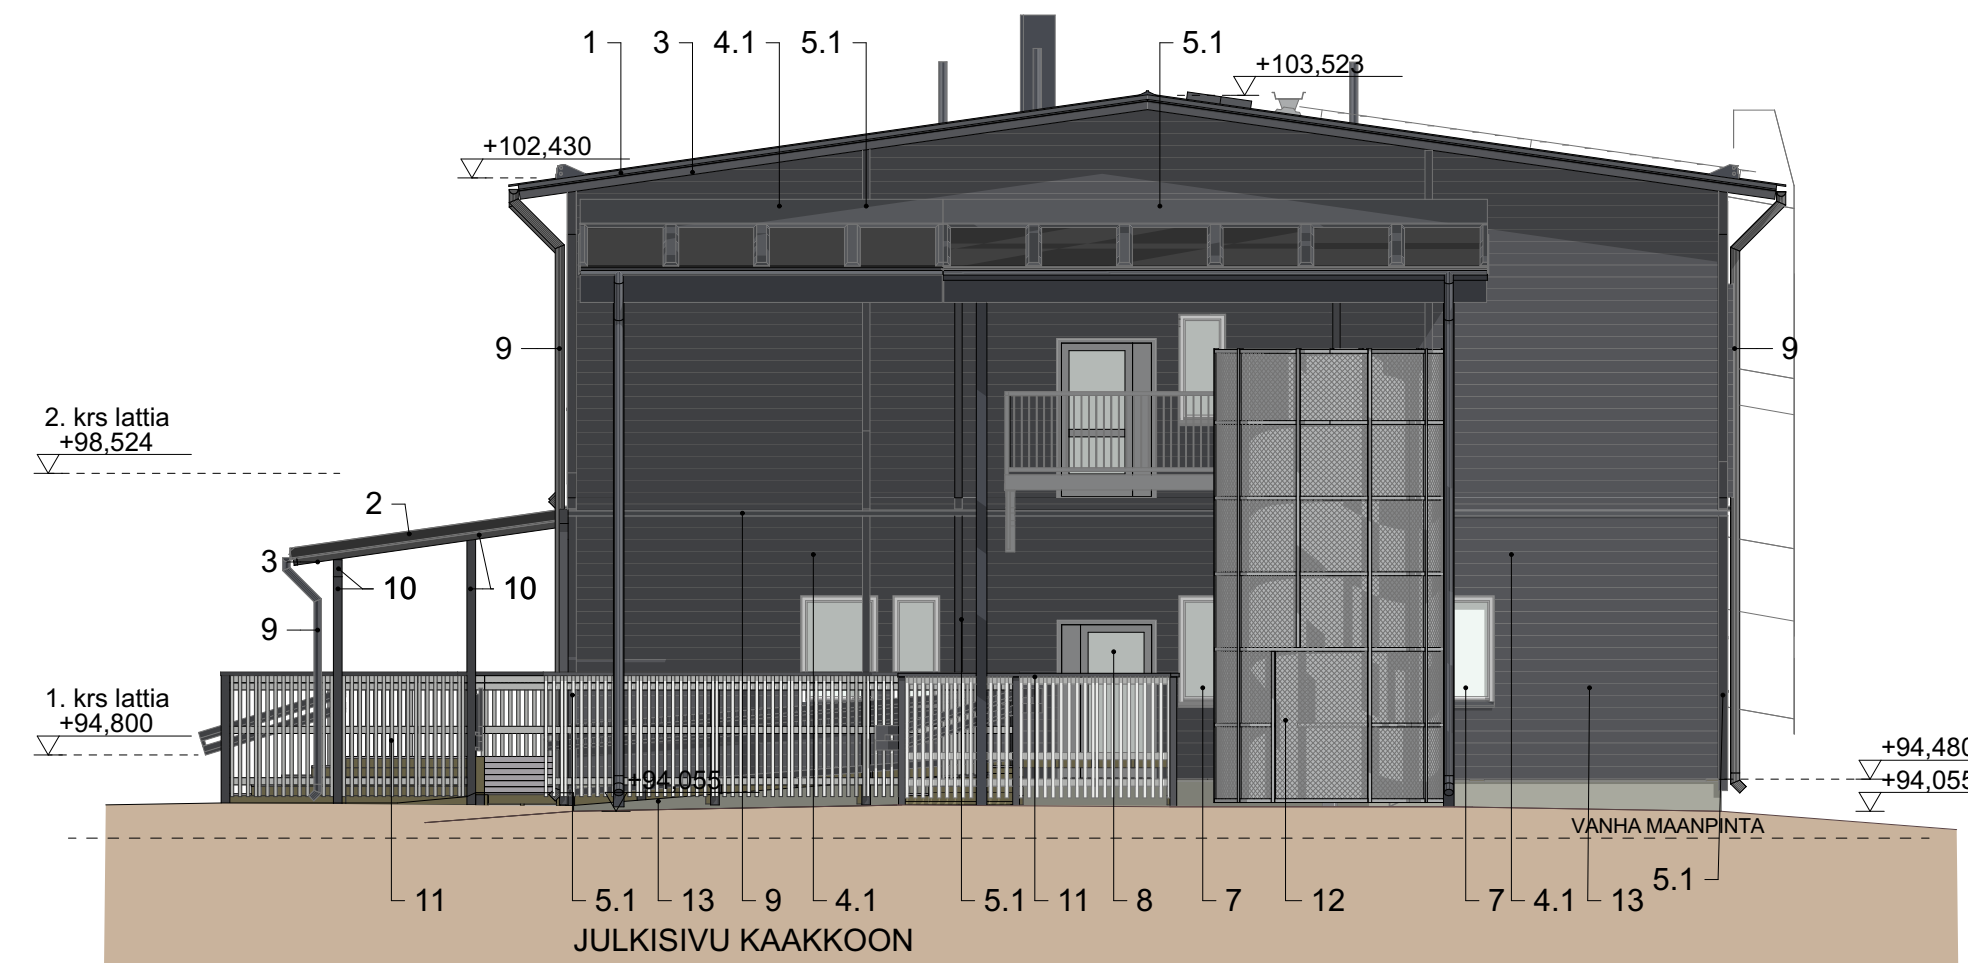 1 3 4.1 5.1 5.1
+103,523
+102,430
9 9
2. krs lattia
+98,524
2
3
10 10
9
1. krs lattia
+94,800
+94,055
+94,480
+94,055
VANHA MAANPINTA
5.1
11 5.1 13 9 4.1 5.1 11 8 7 12 7 4.1 13
JULKISIVU KAAKKOON